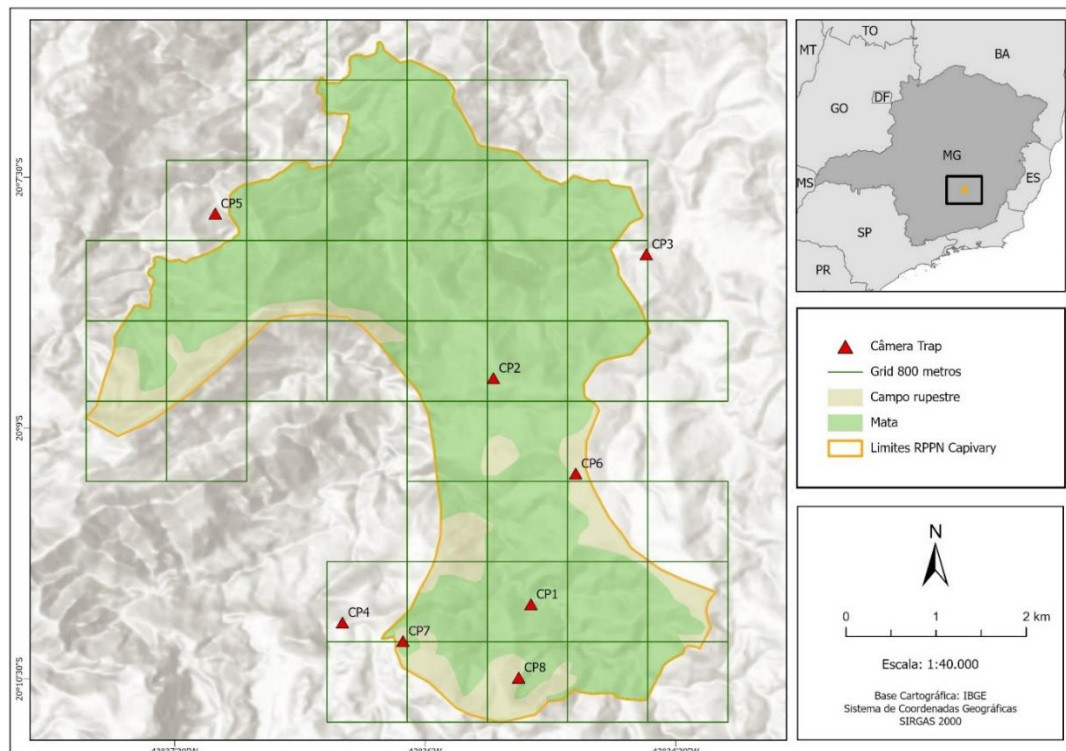 20°7'30"S
20°9'S
20°10'30"S
CP5
CP3
CP2
CP6
CP1
CP4
CP7
CP8
TO
MT
BA
DF
GO
MG
ES
MS
SP
PR
Câmera Trap
Grid 800 metros
Campo rupestre
Mata
Limites RPPN Capivary
N
0 1 2 km
Escala: 1:40.000
Base Cartográfica: IBGE
Sistema de Coordenadas Geográficas
SIRGAS 2000